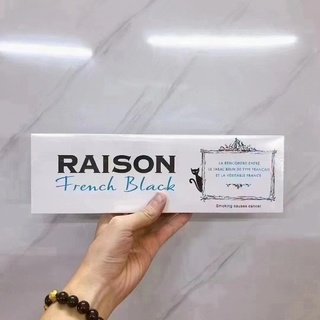 RAISON
French Black
LA RENCONTRE ENTRE
LE TABAC BRUN DE TYPE FRANÇAIS
ET LA VÉRITABLE FRANCE
Smoking causes cancer